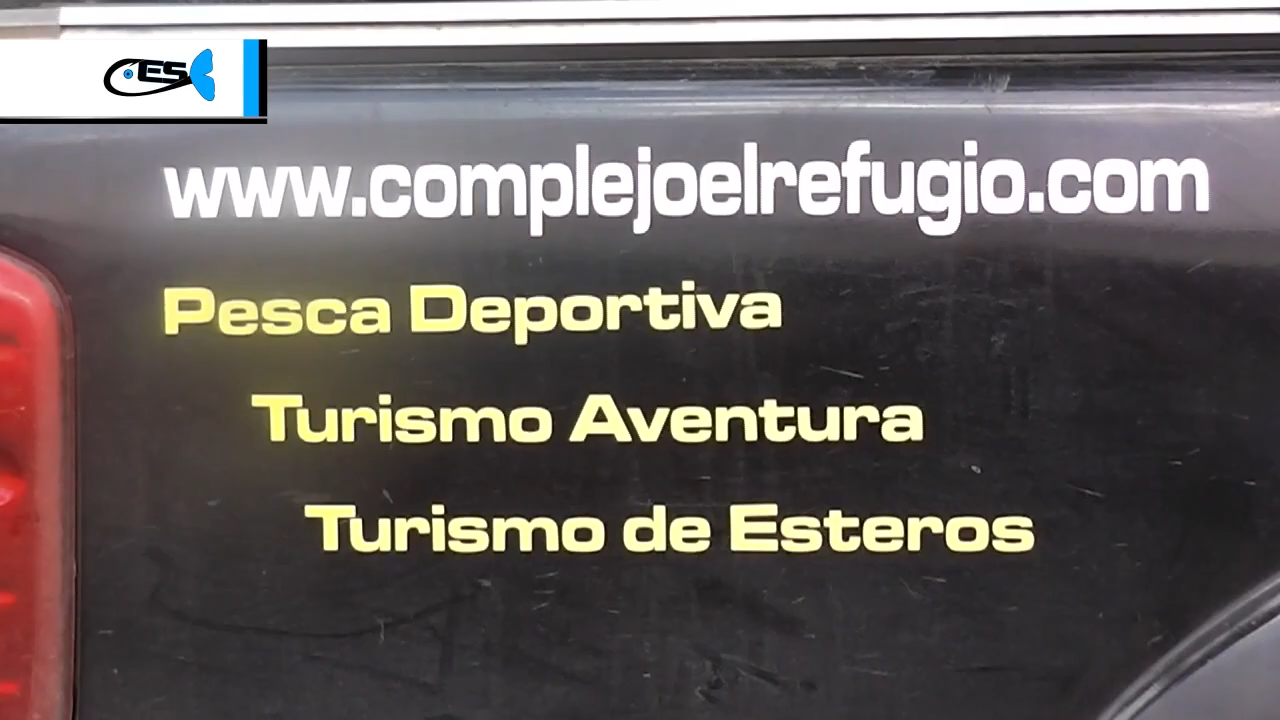 ES
www.complejoelrefugio.com
Pesca Deportiva
Turismo Aventura
Turismo de Esteros